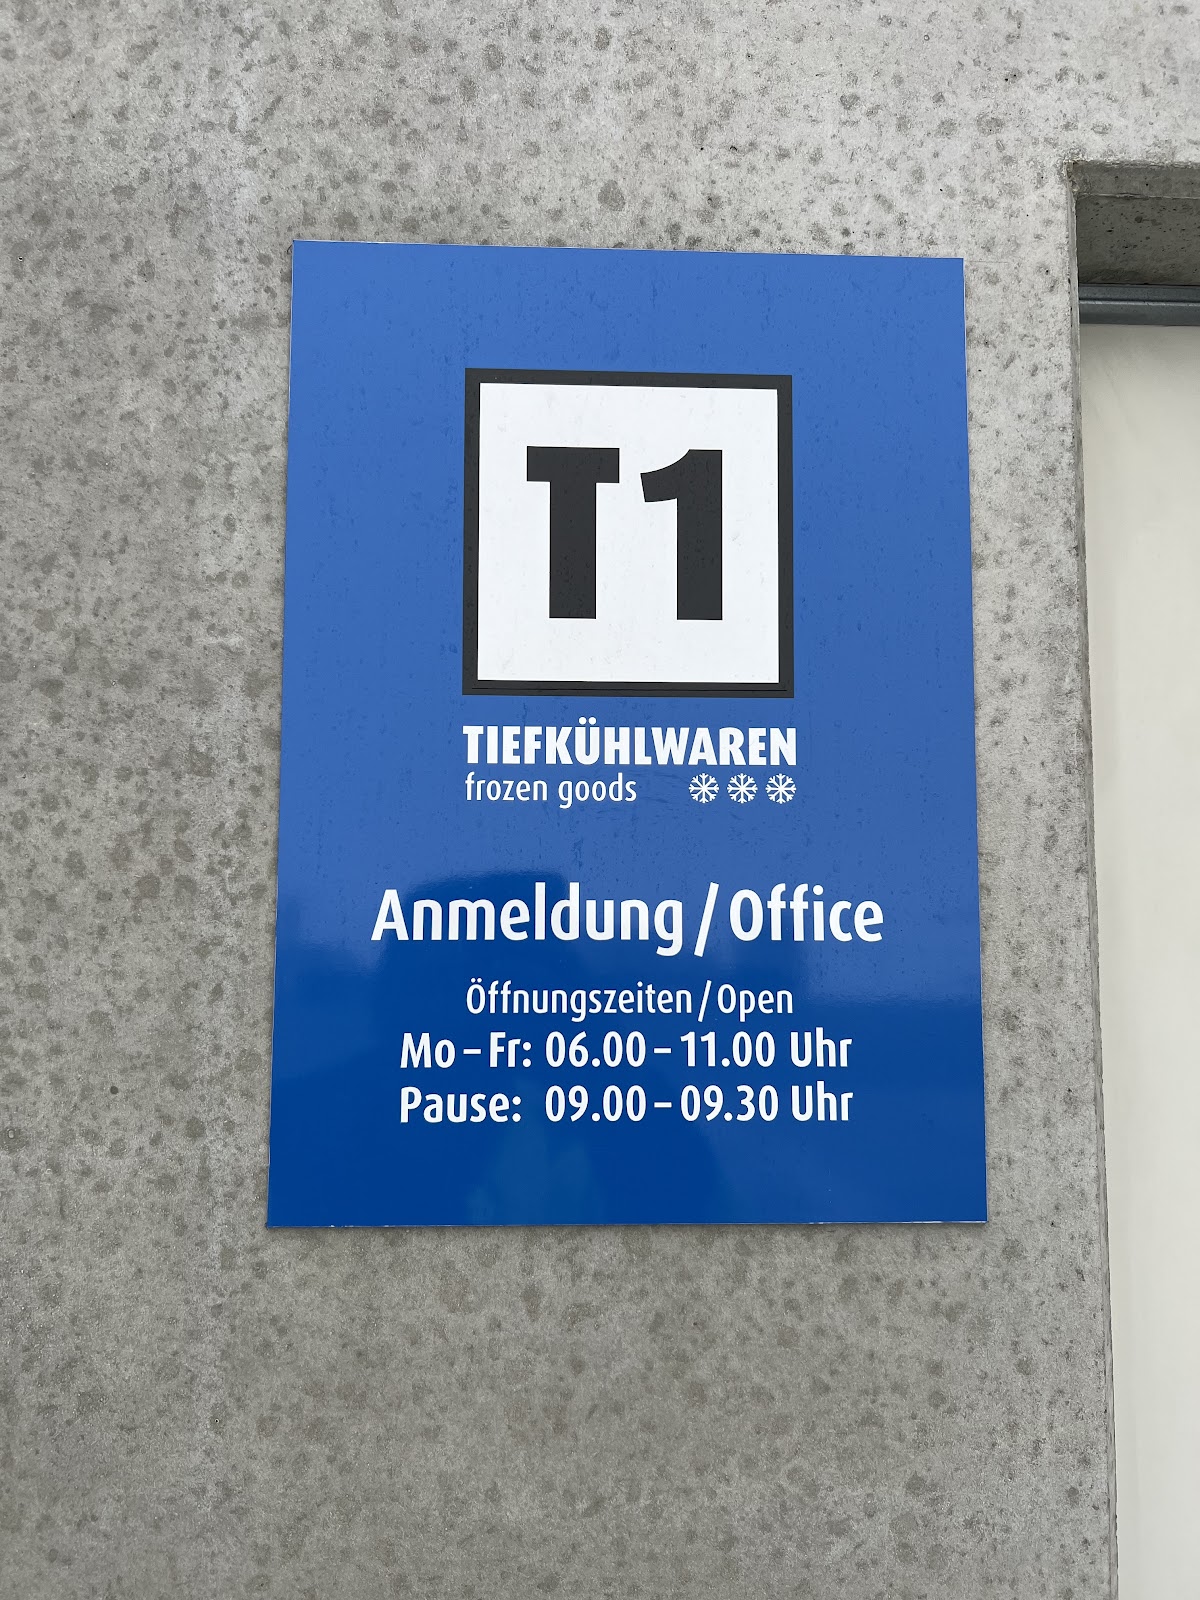 T1
TIEFKÜHLWAREN
frozen goods
Anmeldung / Office
Öffnungszeiten / Open
Mo – Fr: 06.00 – 11.00 Uhr
Pause: 09.00 – 09.30 Uhr